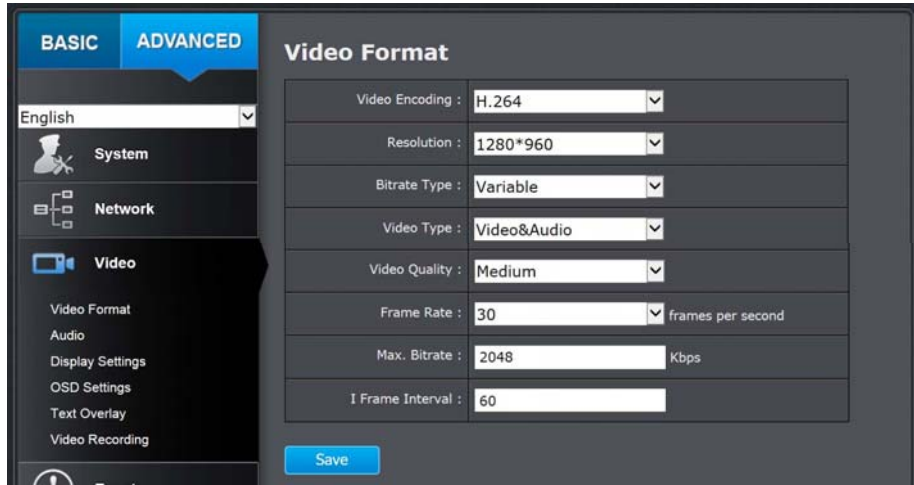 BASIC
ADVANCED
English
System
Network
Video
Video Format
Audio
Display Settings
OSD Settings
Text Overlay
Video Recording
Video Format
Video Encoding : H.264
Resolution : 1280*960
Bitrate Type : Variable
Video Type : Video&Audio
Video Quality : Medium
Frame Rate : 30 frames per second
Max. Bitrate : 2048 Kbps
I Frame Interval : 60
Save